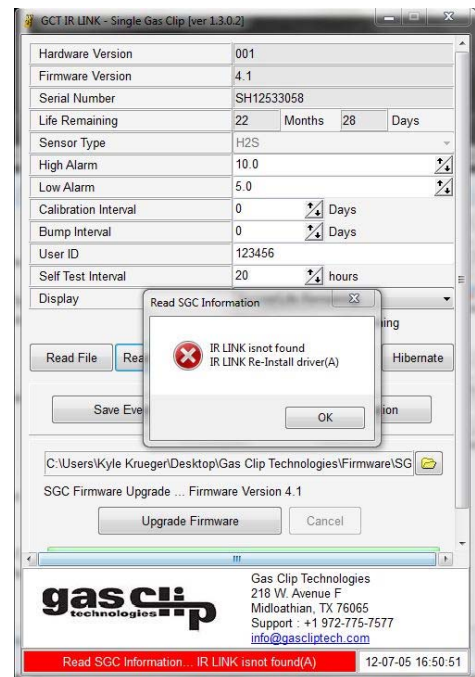 GCT IR LINK - Single Gas Clip [ver 1.3.0.2]
Hardware Version 001
Firmware Version 4.1
Serial Number SH12533058
Life Remaining 22 Months 28 Days
Sensor Type H2S
High Alarm 10.0
Low Alarm 5.0
Calibration Interval 0 Days
Bump Interval 0 Days
User ID 123456
Self Test Interval 20 hours
Display
Read SGC Information
ing
IR LINK isnot found
IR LINK Re-Install driver(A)
Read File Rea Hibernate
OK
Save Eve ion
C:\Users\Kyle Krueger\Desktop\Gas Clip Technologies\Firmware\SG
SGC Firmware Upgrade ... Firmware Version 4.1
Upgrade Firmware Cancel
gas clip
technologies
Gas Clip Technologies
218 W. Avenue F
Midloathian, TX 76065
Support : +1 972-775-7577
info@gascliptech.com
Read SGC Information... IR LINK isnot found(A) 12-07-05 16:50:51